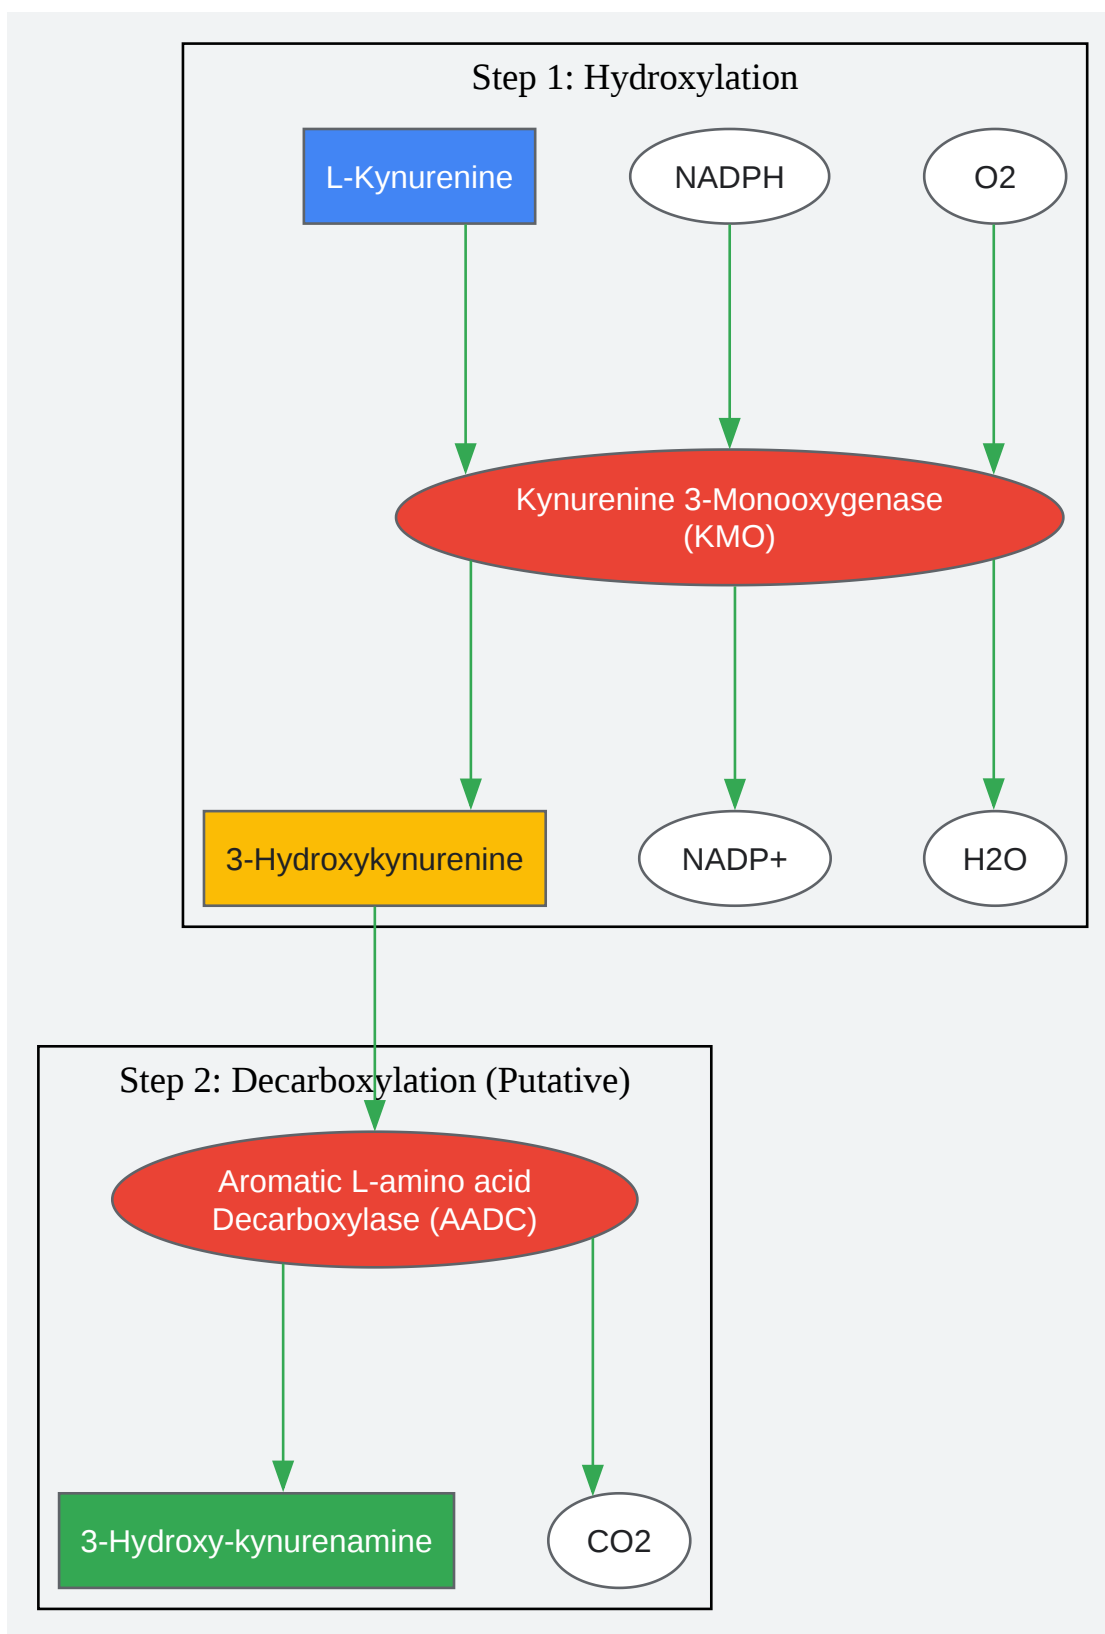 Step 1: Hydroxylation
L-Kynurenine
NADPH
O2
Kynurenine 3-Monooxygenase
(KMO)
3-Hydroxykynurenine
NADP+
H2O
Step 2: Decarboxylation (Putative)
Aromatic L-amino acid
Decarboxylase (AADC)
3-Hydroxy-kynurenamine
CO2